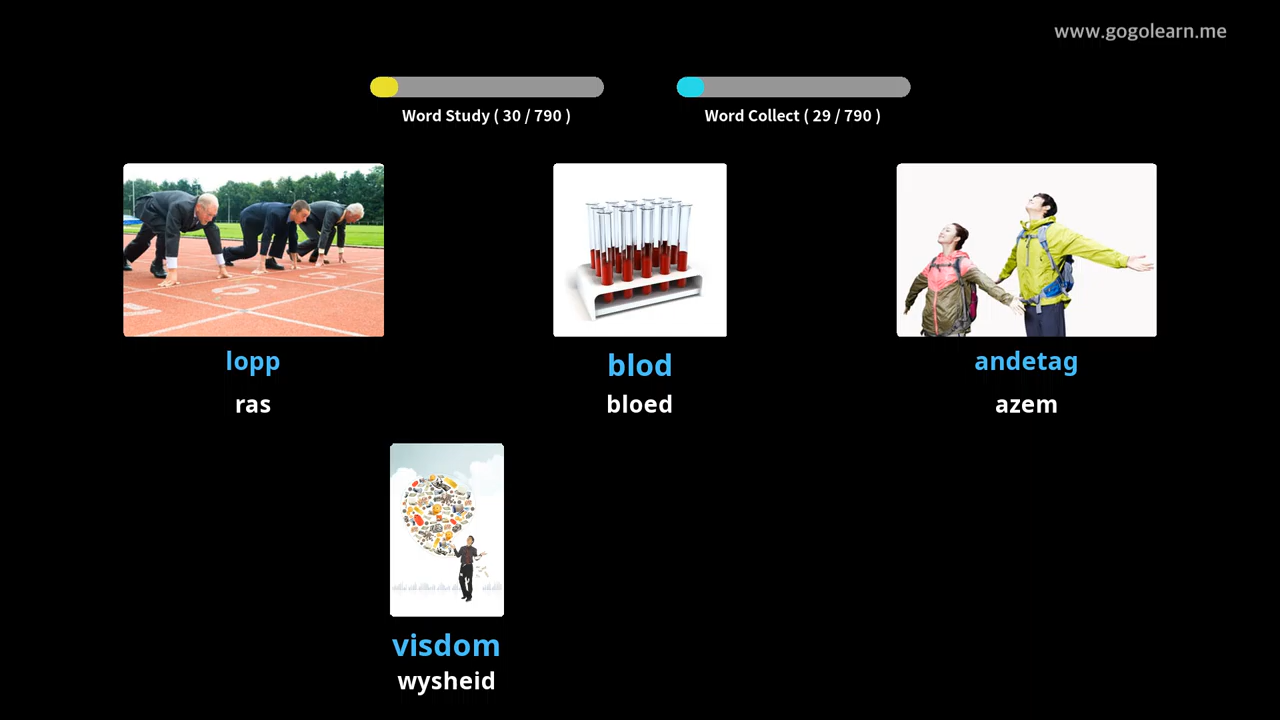 www.gogolearn.me
Word Study ( 30 / 790 )
Word Collect ( 29 / 790 )
lopp
blod
andetag
ras
bloed
azem
visdom
wysheid